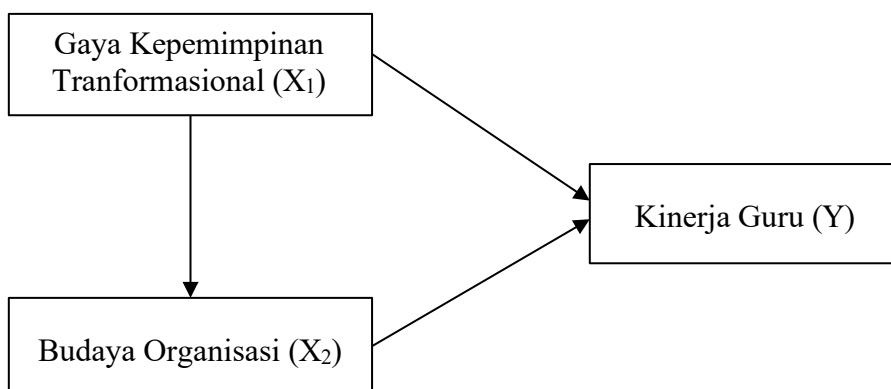 Gaya Kepemimpinan
Tranformasional (X₁)
Kinerja Guru (Y)
Budaya Organisasi (X₂)